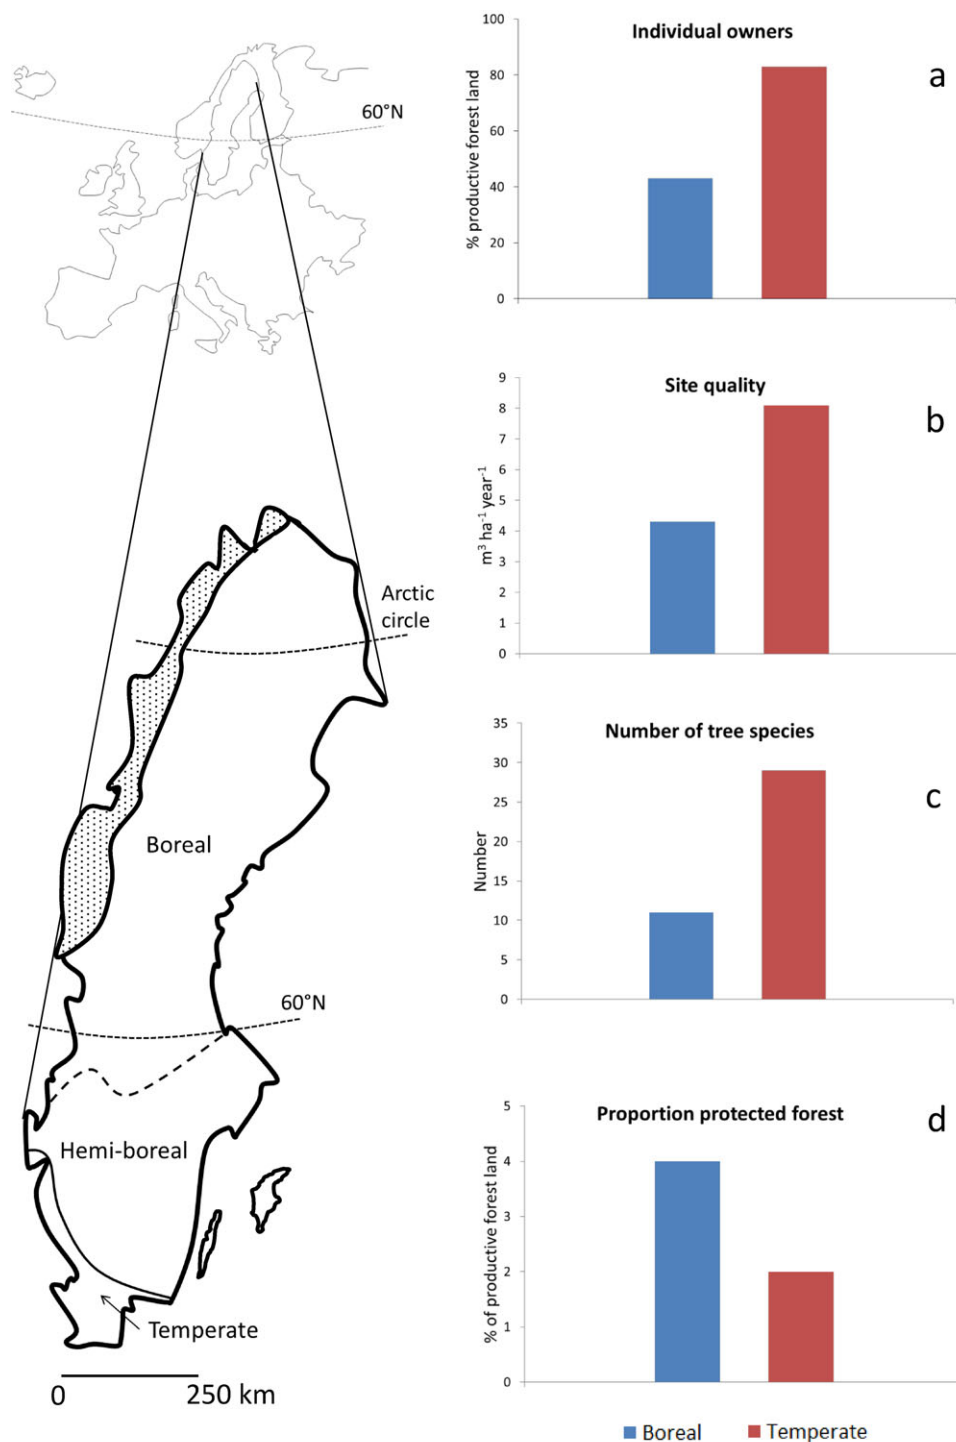 60°N
Arctic
circle
Boreal
60°N
Hemi-boreal
Temperate
0 250 km
Individual owners
a
% productive forest land
100
80
60
40
20
0
Site quality
b
m³ ha⁻¹ year⁻¹
9
8
7
6
5
4
3
2
1
0
Number of tree species
c
Number
35
30
25
20
15
10
5
0
Proportion protected forest
d
% of productive forest land
5
4
3
2
1
0
Boreal Temperate